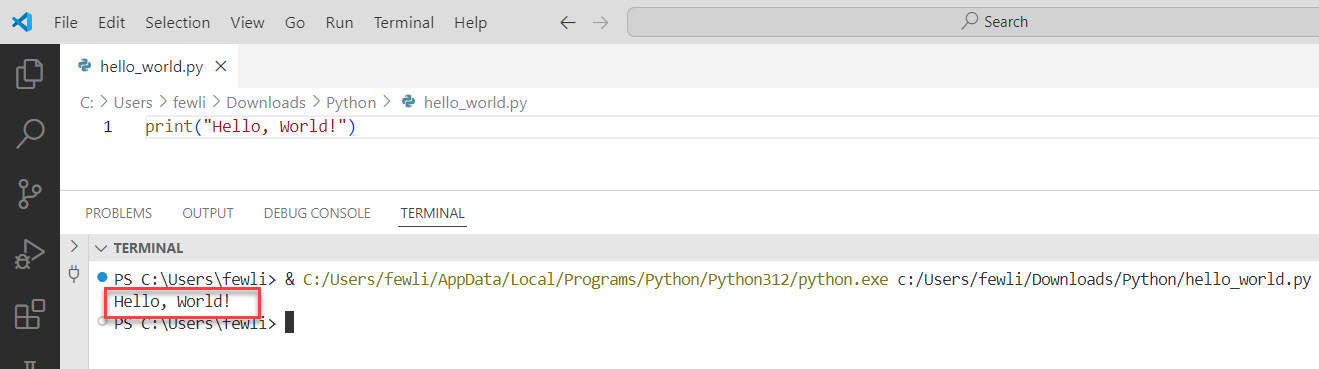 File Edit Selection View Go Run Terminal Help Search
hello_world.py
C: > Users > fewli > Downloads > Python > hello_world.py
1 print("Hello, World!")
PROBLEMS OUTPUT DEBUG CONSOLE TERMINAL
TERMINAL
PS C:\Users\fewli> & C:/Users/fewli/AppData/Local/Programs/Python/Python312/python.exe c:/Users/fewli/Downloads/Python/hello_world.py
Hello, World!
PS C:\Users\fewli>